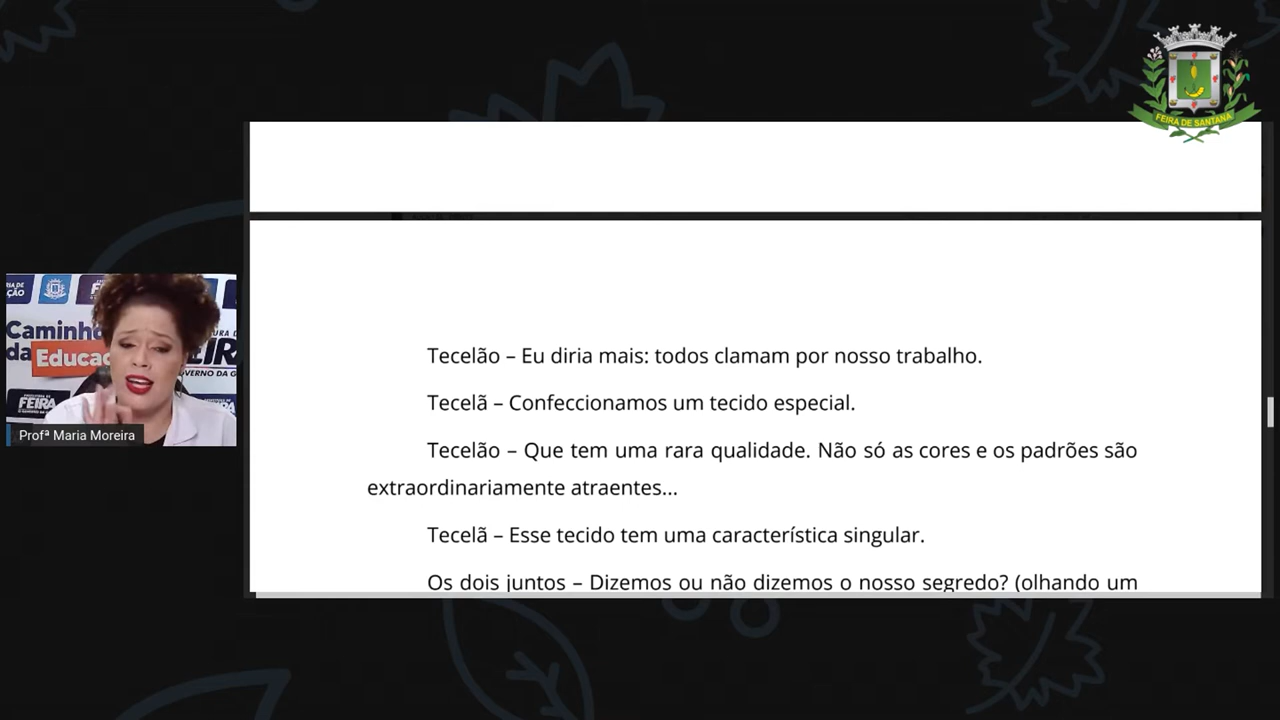 FEIRA DE SANTANA
Caminho
da Educaç
FEIRA
Profª Maria Moreira
Tecelão – Eu diria mais: todos clamam por nosso trabalho.
Tecelã – Confeccionamos um tecido especial.
Tecelão – Que tem uma rara qualidade. Não só as cores e os padrões são
extraordinariamente atraentes...
Tecelã – Esse tecido tem uma característica singular.
Os dois juntos – Dizemos ou não dizemos o nosso segredo? (olhando um